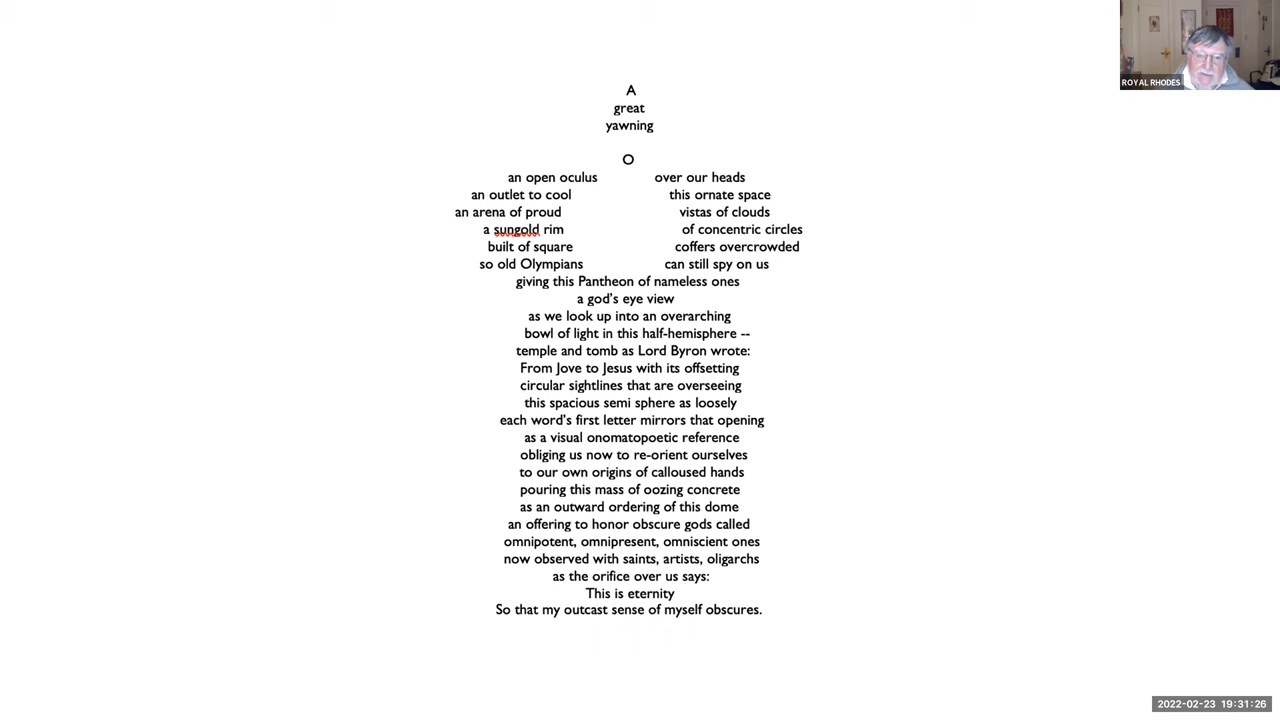 A
great
yawning
O
an open oculus over our heads
an outlet to cool this ornate space
an arena of proud vistas of clouds
a sungold rim of concentric circles
built of square coffers overcrowded
so old Olympians can still spy on us
giving this Pantheon of nameless ones
a god's eye view
as we look up into an overarching
bowl of light in this half-hemisphere --
temple and tomb as Lord Byron wrote:
From Jove to Jesus with its offsetting
circular sightlines that are overseeing
this spacious semi sphere as loosely
each word's first letter mirrors that opening
as a visual onomatopoetic reference
obliging us now to re-orient ourselves
to our own origins of calloused hands
pouring this mass of oozing concrete
as an outward ordering of this dome
an offering to honor obscure gods called
omnipotent, omnipresent, omniscient ones
now observed with saints, artists, oligarchs
as the orifice over us says:
This is eternity
So that my outcast sense of myself obscures.
ROYAL RHODES
2022-02-23 19:31:26